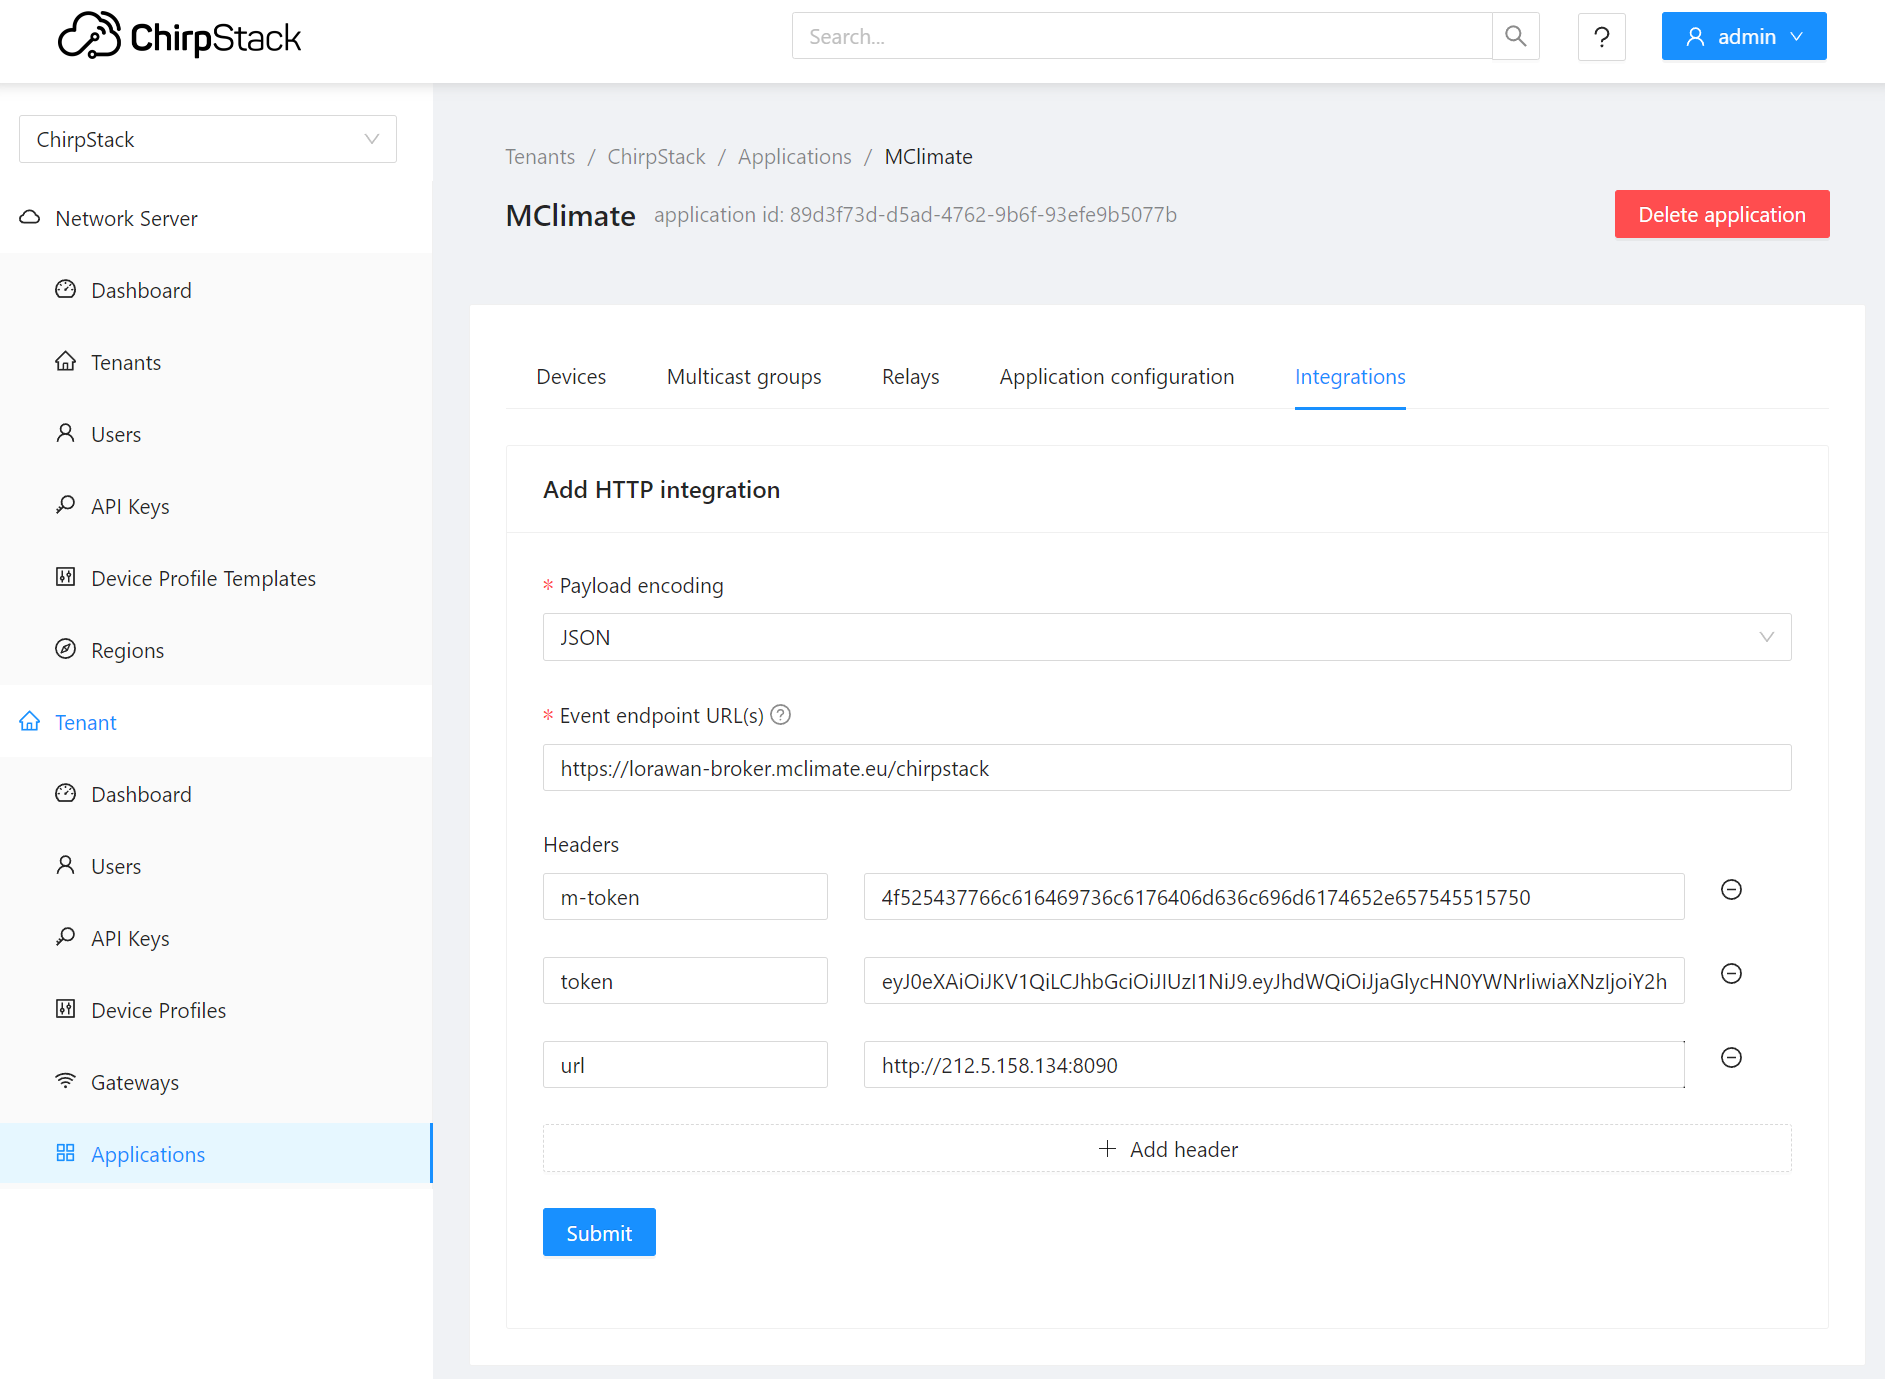 ChirpStack
Search...
?
admin
ChirpStack
Network Server
Dashboard
Tenants
Users
API Keys
Device Profile Templates
Regions
Tenant
Dashboard
Users
API Keys
Device Profiles
Gateways
Applications
Tenants / ChirpStack / Applications / MClimate
MClimate application id: 89d3f73d-d5ad-4762-9b6f-93efe9b5077b
Delete application
Devices Multicast groups Relays Application configuration Integrations
Add HTTP integration
* Payload encoding
JSON
* Event endpoint URL(s) ?
https://lorawan-broker.mclimate.eu/chirpstack
Headers
m-token 4f525437766c616469736c6176406d636c696d6174652e657545515750
token eyJ0eXAiOiJKV1QiLCJhbGciOiJIUzI1NiJ9.eyJhdWQiOiJjaGlycHN0YWNrIiwiaXNzIjoiY2h
url http://212.5.158.134:8090
+ Add header
Submit